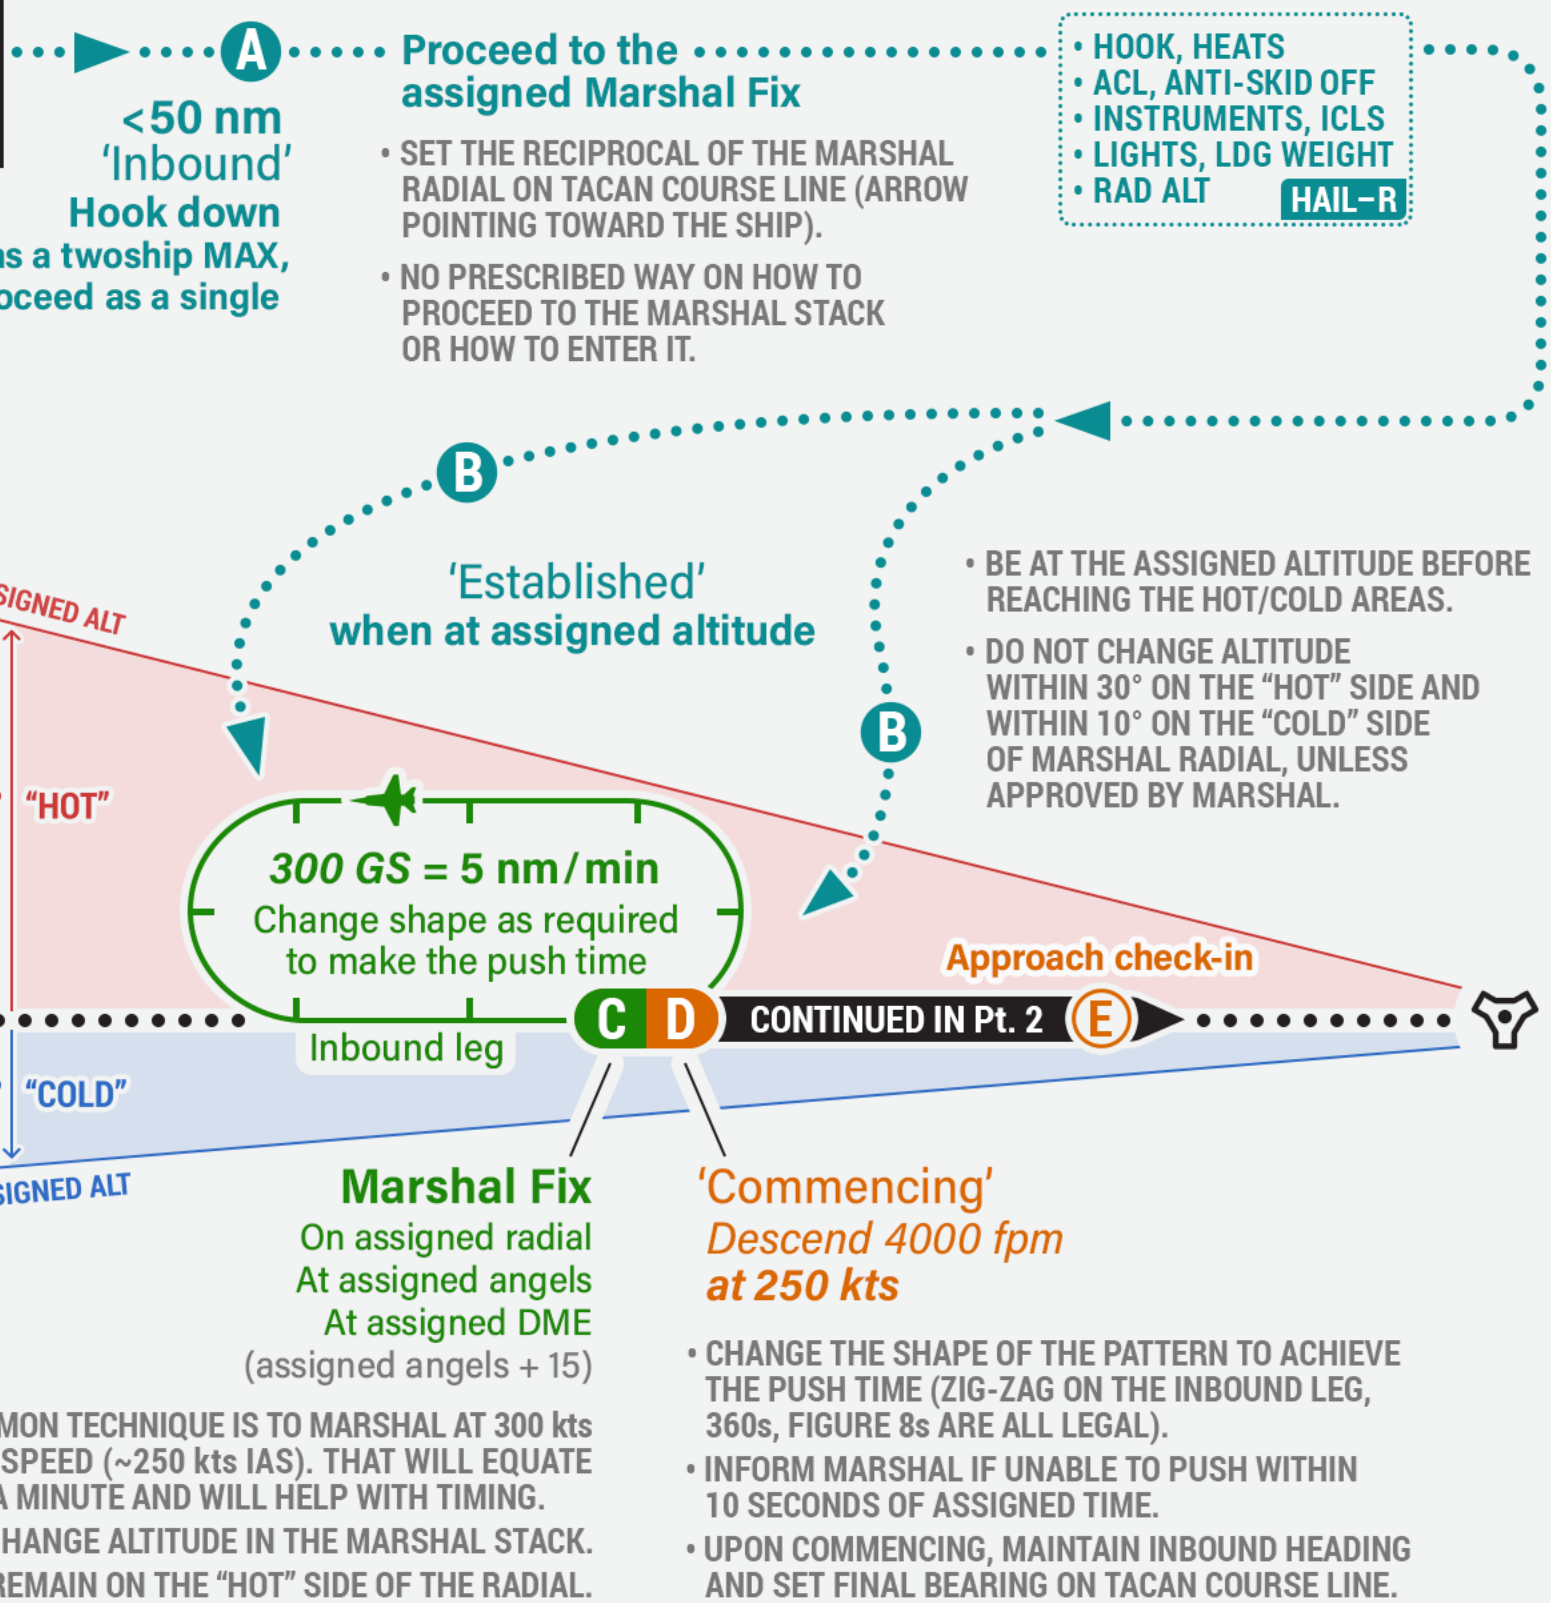 A
Proceed to the
assigned Marshal Fix
<50 nm
‘Inbound’
Hook down
as a twoship MAX,
a single
• SET THE RECIPROCAL OF THE MARSHAL
RADIAL ON TACAN COURSE LINE (ARROW
POINTING TOWARD THE SHIP).
• NO PRESCRIBED WAY ON HOW TO
PROCEED TO THE MARSHAL STACK
OR HOW TO ENTER IT.
• HOOK, HEATS
• ACL, ANTI-SKID OFF
• INSTRUMENTS, ICLS
• LIGHTS, LDG WEIGHT
• RAD ALT
HAIL–R
B
‘Established’
when at assigned altitude
B
• BE AT THE ASSIGNED ALTITUDE BEFORE
REACHING THE HOT/COLD AREAS.
• DO NOT CHANGE ALTITUDE
WITHIN 30° ON THE “HOT” SIDE AND
WITHIN 10° ON THE “COLD” SIDE
OF MARSHAL RADIAL, UNLESS
APPROVED BY MARSHAL.
SIGNED ALT
“HOT”
300 GS = 5 nm/min
Change shape as required
to make the push time
Inbound leg
C D
CONTINUED IN Pt. 2
E
Approach check-in
“COLD”
SIGNED ALT
Marshal Fix
On assigned radial
At assigned angels
At assigned DME
(assigned angels + 15)
‘Commencing’
Descend 4000 fpm
at 250 kts
MON TECHNIQUE IS TO MARSHAL AT 300 kts
SPEED (~250 kts IAS). THAT WILL EQUATE
A MINUTE AND WILL HELP WITH TIMING.
HANGE ALTITUDE IN THE MARSHAL STACK.
REMAIN ON THE “HOT” SIDE OF THE RADIAL.
• CHANGE THE SHAPE OF THE PATTERN TO ACHIEVE
THE PUSH TIME (ZIG-ZAG ON THE INBOUND LEG,
360s, FIGURE 8s ARE ALL LEGAL).
• INFORM MARSHAL IF UNABLE TO PUSH WITHIN
10 SECONDS OF ASSIGNED TIME.
• UPON COMMENCING, MAINTAIN INBOUND HEADING
AND SET FINAL BEARING ON TACAN COURSE LINE.